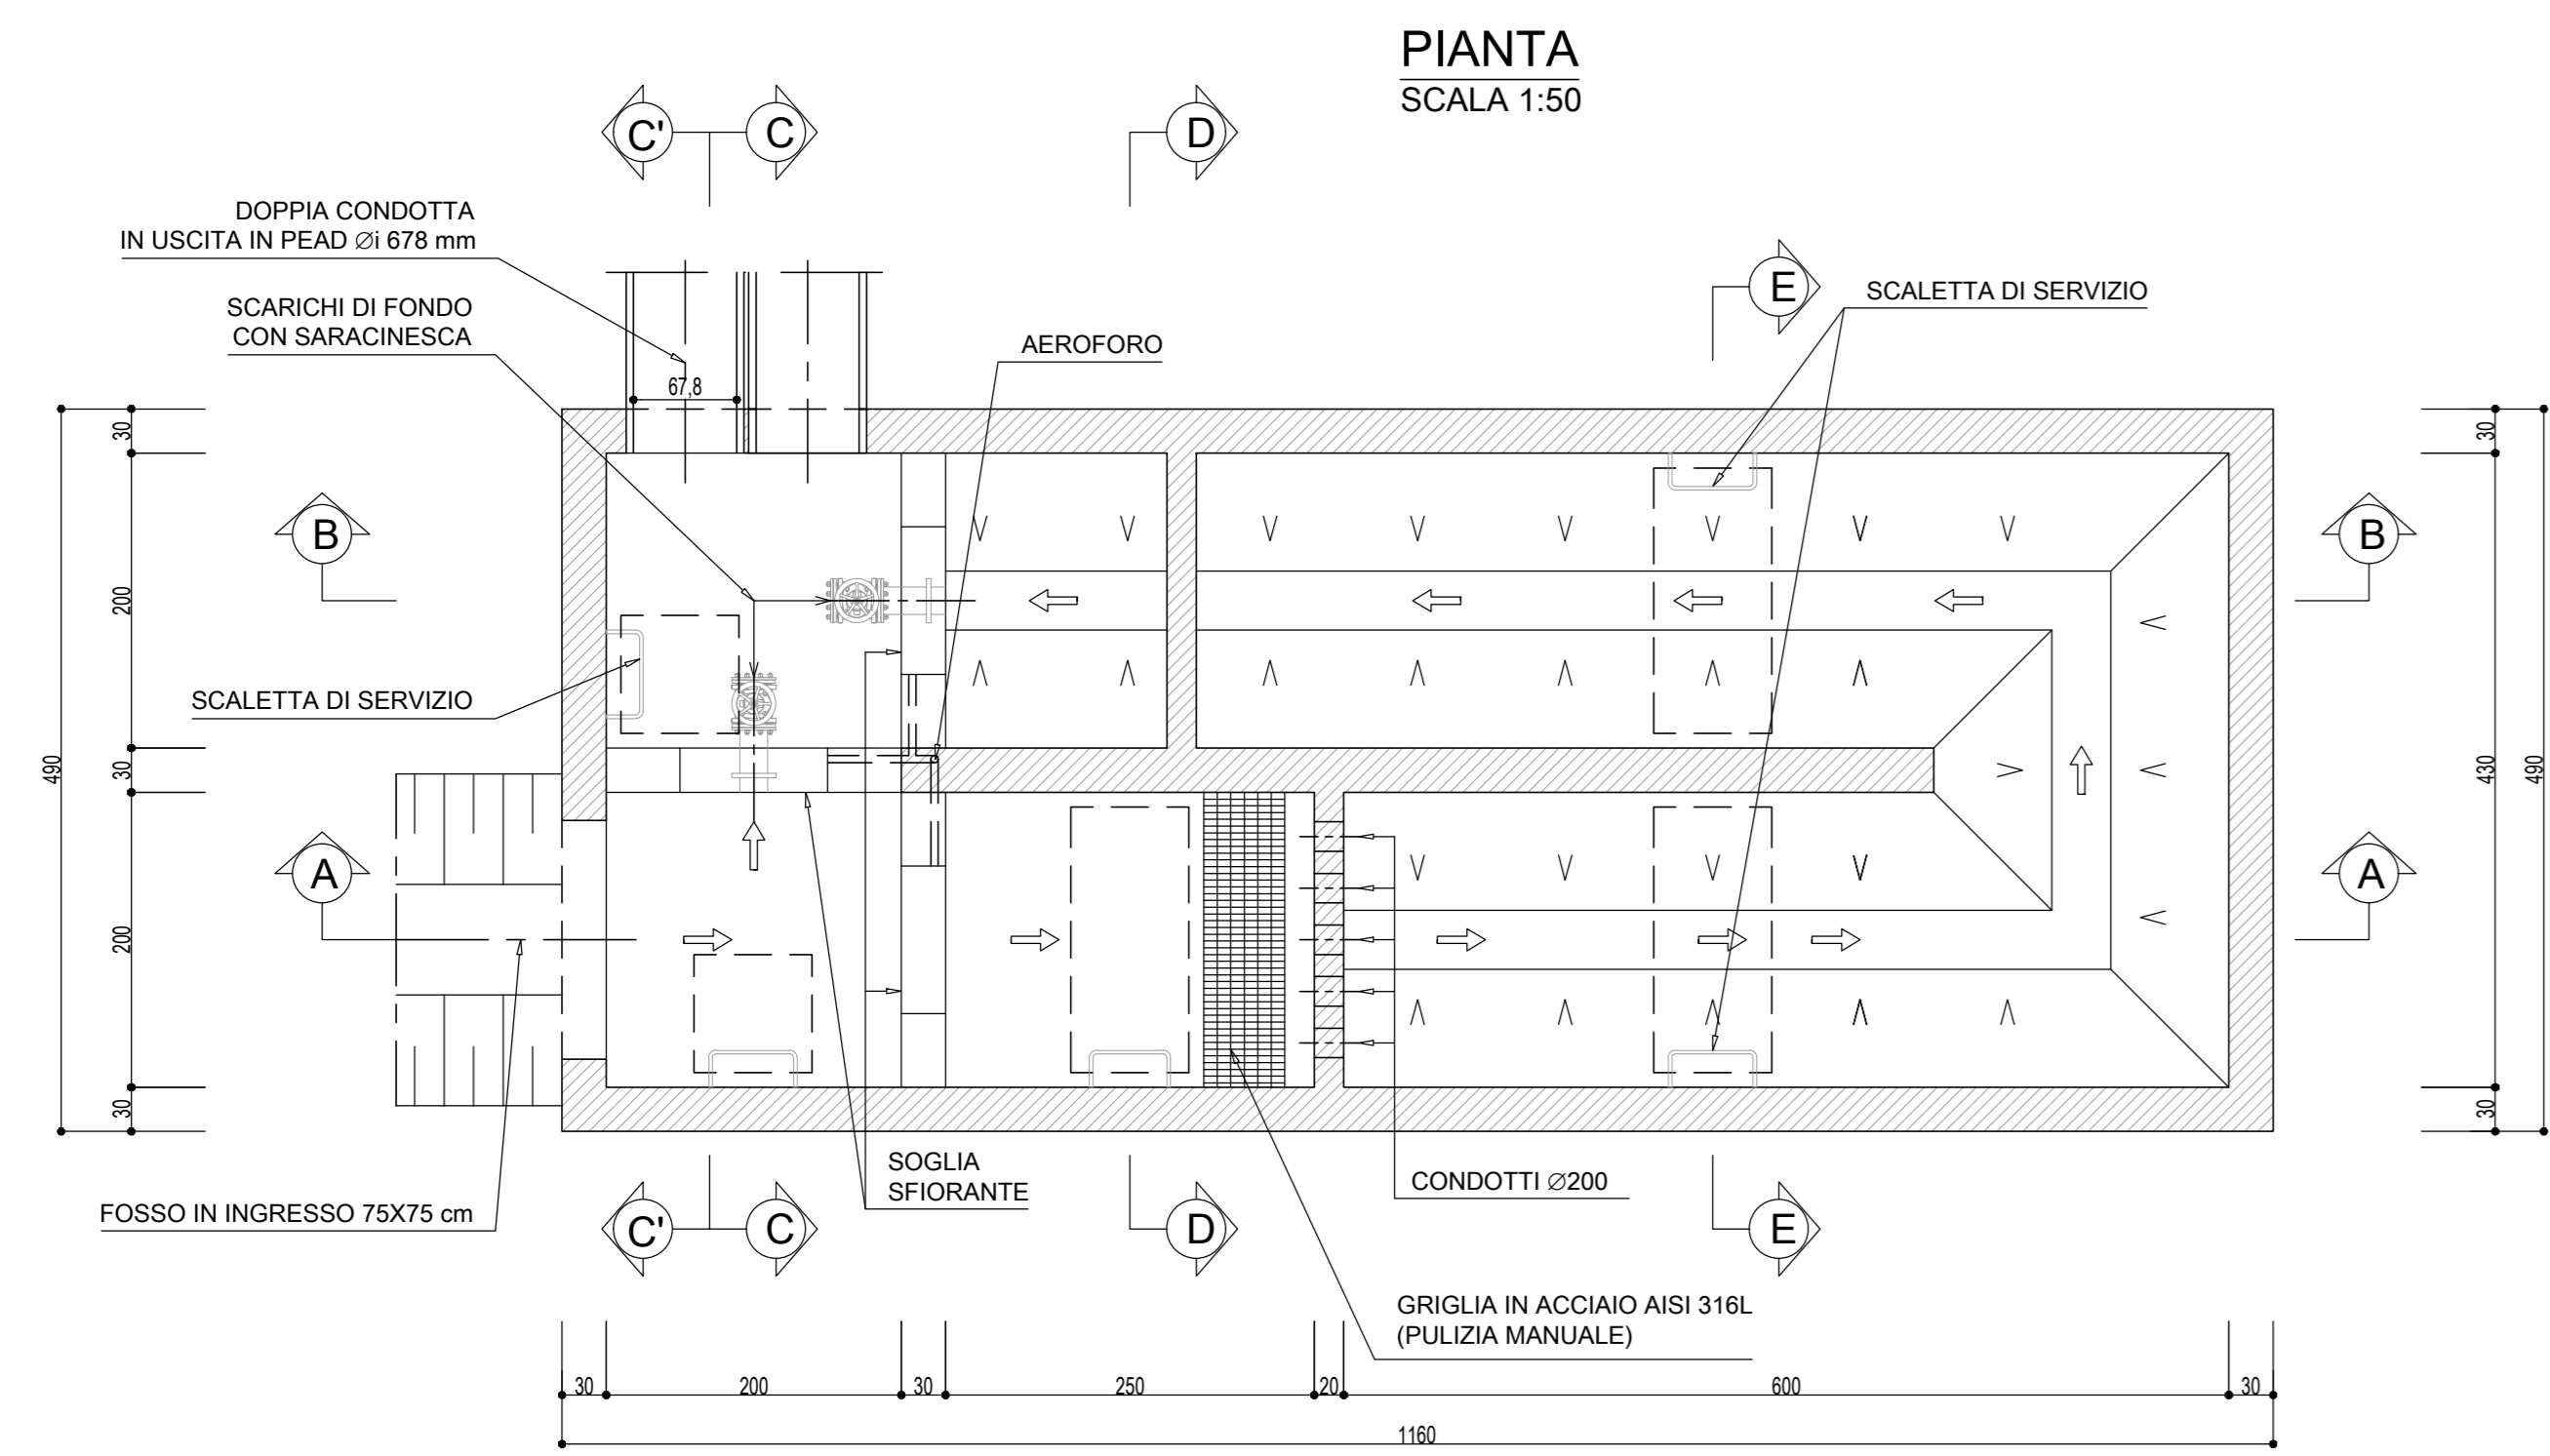 PIANTA
SCALA 1:50
C'
C
D
DOPPIA CONDOTTA
IN USCITA IN PEAD ∅i 678 mm
E
SCALETTA DI SERVIZIO
SCARICHI DI FONDO
CON SARACINESCA
AEROFORO
67,8
30
30
B
B
200
200
SCALETTA DI SERVIZIO
490
30
430
490
A
A
30
30
SOGLIA
SFIORANTE
CONDOTTI ∅200
FOSSO IN INGRESSO 75X75 cm
C'
C
D
E
GRIGLIA IN ACCIAIO AISI 316L
(PULIZIA MANUALE)
30
200
30
250
20
600
30
1160